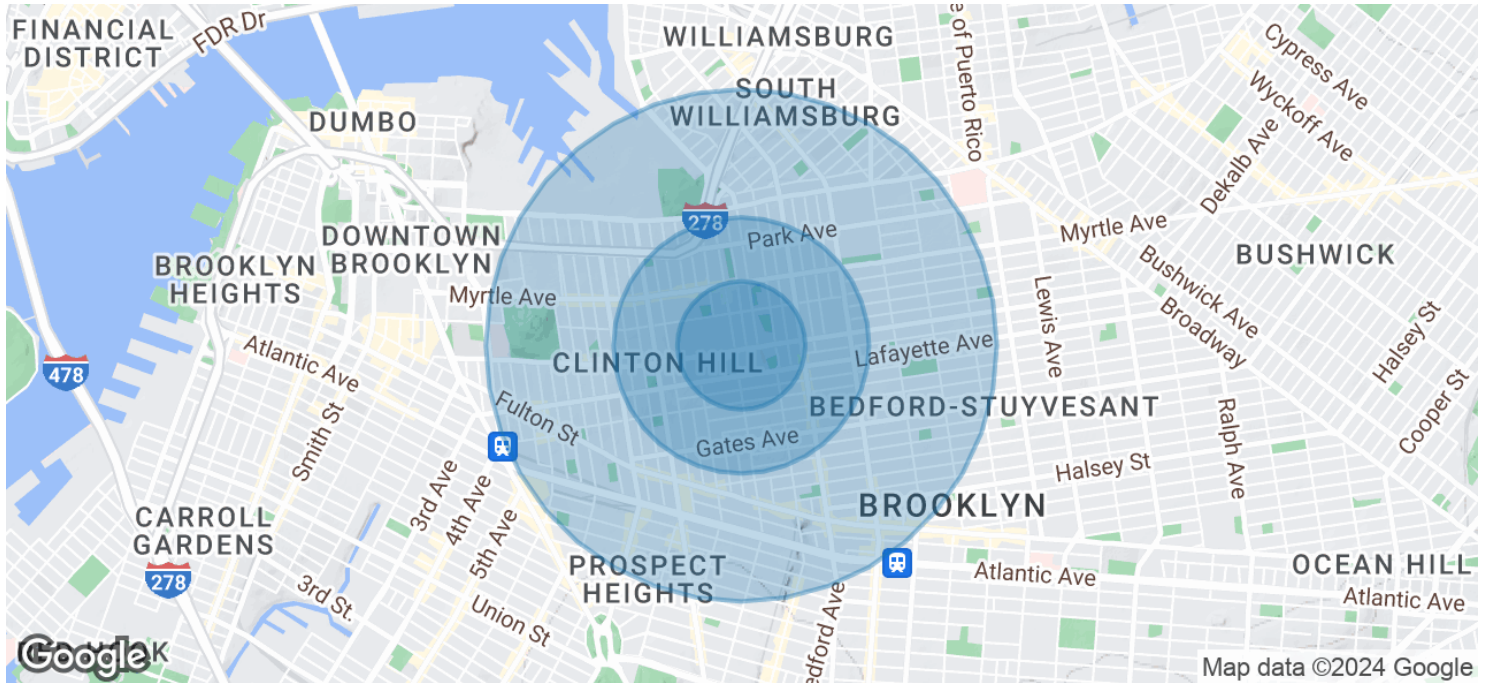 FINANCIAL
DISTRICT
FDR Dr
WILLIAMSBURG
e of Puerto Rico
Cypress Ave
Wyckoff Ave
SOUTH
WILLIAMSBURG
DUMBO
Dekalb Ave
278
Park Ave
Myrtle Ave
DOWNTOWN
BROOKLYN
BUSHWICK
BROOKLYN
HEIGHTS
Myrtle Ave
Lewis Ave
Bushwick Ave
Broadway
Halsey St
Atlantic Ave
478
CLINTON HILL
Lafayette Ave
Fulton St
BEDFORD-STUYVESANT
Ralph Ave
Cooper St
Smith St
Gates Ave
Halsey St
3rd Ave
4th Ave
5th Ave
BROOKLYN
CARROLL
GARDENS
278
3rd St.
Union St
PROSPECT
HEIGHTS
Atlantic Ave
OCEAN HILL
Atlantic Ave
edford Ave
Google
Map data ©2024 Google